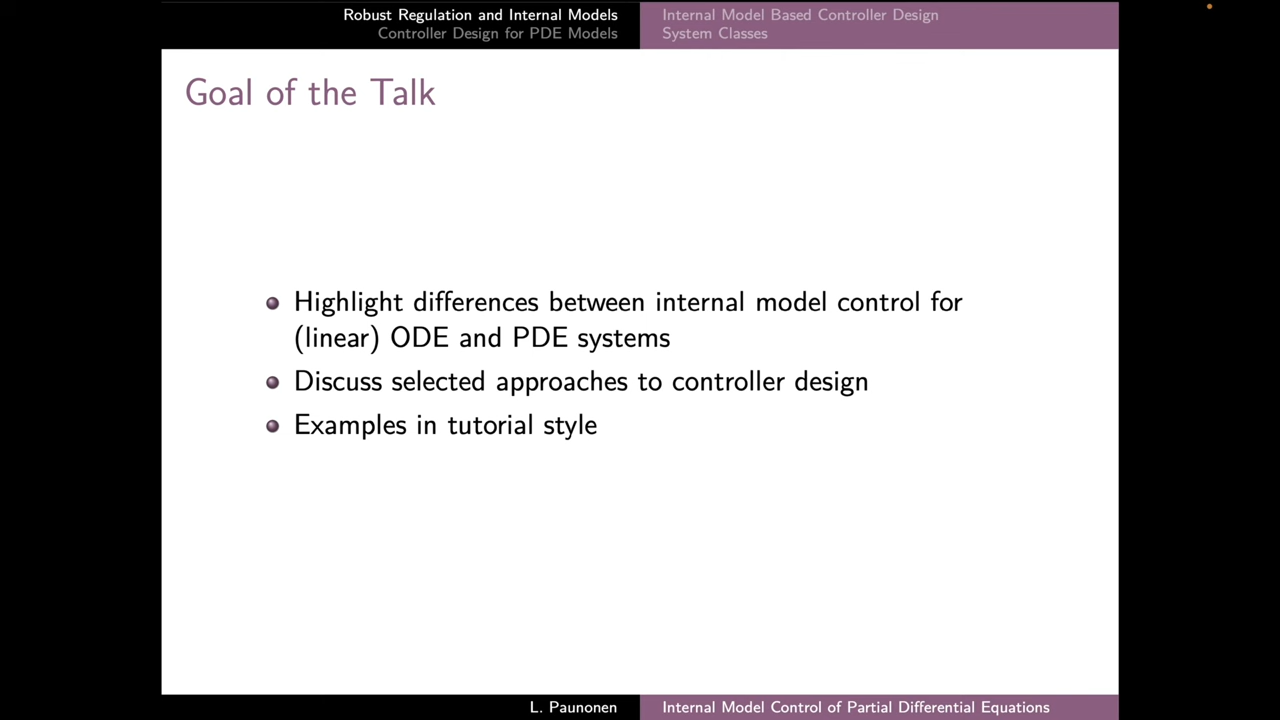 Robust Regulation and Internal Models
Controller Design for PDE Models
Internal Model Based Controller Design
System Classes
Goal of the Talk
Highlight differences between internal model control for
(linear) ODE and PDE systems
Discuss selected approaches to controller design
Examples in tutorial style
L. Paunonen
Internal Model Control of Partial Differential Equations